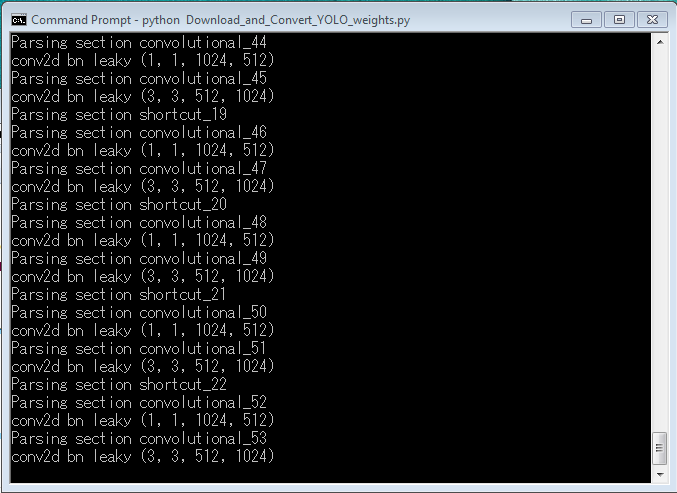 Command Prompt - python  Download_and_Convert_YOLO_weights.py
Parsing section convolutional_44
conv2d bn leaky (1, 1, 1024, 512)
Parsing section convolutional_45
conv2d bn leaky (3, 3, 512, 1024)
Parsing section shortcut_19
Parsing section convolutional_46
conv2d bn leaky (1, 1, 1024, 512)
Parsing section convolutional_47
conv2d bn leaky (3, 3, 512, 1024)
Parsing section shortcut_20
Parsing section convolutional_48
conv2d bn leaky (1, 1, 1024, 512)
Parsing section convolutional_49
conv2d bn leaky (3, 3, 512, 1024)
Parsing section shortcut_21
Parsing section convolutional_50
conv2d bn leaky (1, 1, 1024, 512)
Parsing section convolutional_51
conv2d bn leaky (3, 3, 512, 1024)
Parsing section shortcut_22
Parsing section convolutional_52
conv2d bn leaky (1, 1, 1024, 512)
Parsing section convolutional_53
conv2d bn leaky (3, 3, 512, 1024)